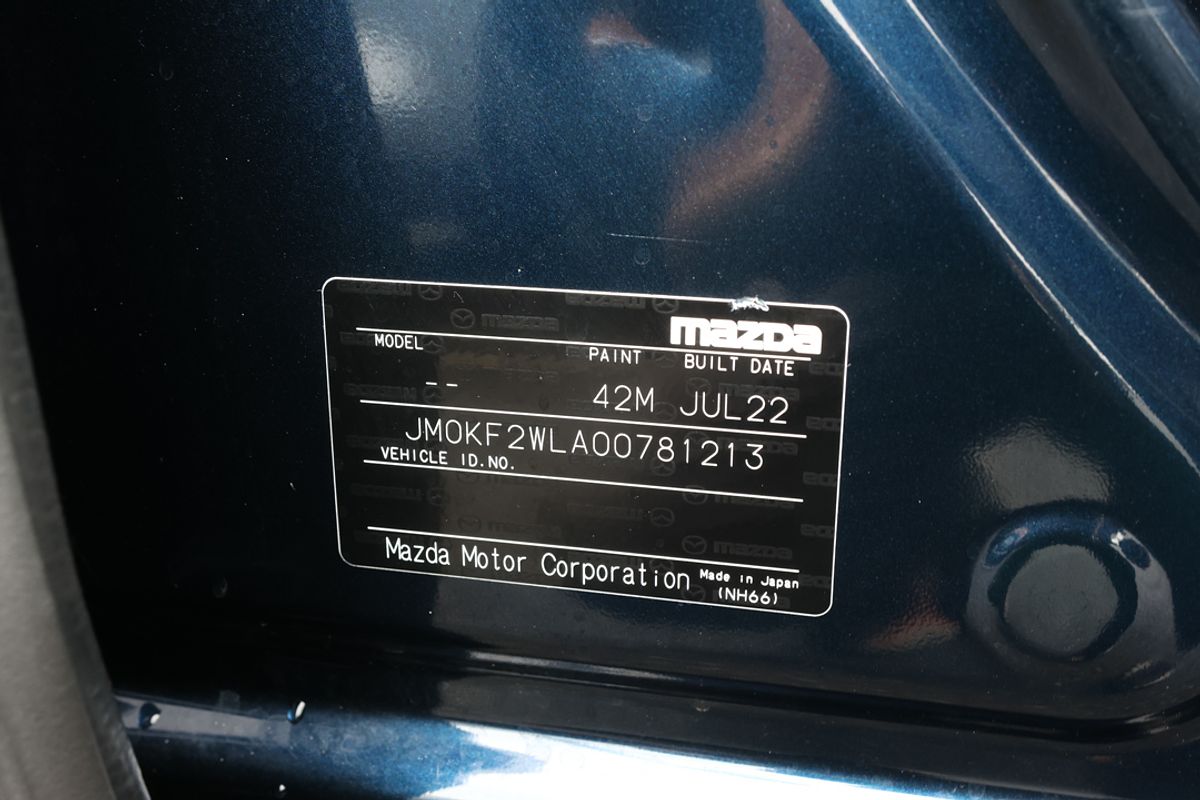 mazda
MODEL PAINT BUILT DATE
-- 42M JUL22
JM0KF2WLA00781213
VEHICLE ID.NO.
Mazda Motor Corporation Made in Japan
(NH66)